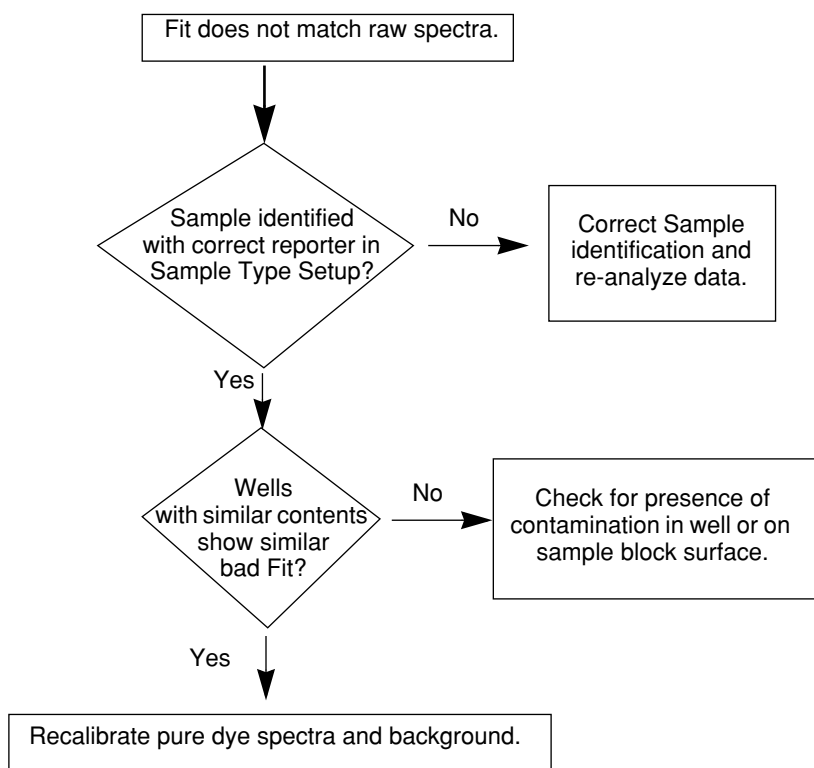 Fit does not match raw spectra.
Sample identified
with correct reporter in
Sample Type Setup?
No
Correct Sample
identification and
re-analyze data.
Yes
Wells
with similar contents
show similar
bad Fit?
No
Check for presence of
contamination in well or on
sample block surface.
Yes
Recalibrate pure dye spectra and background.